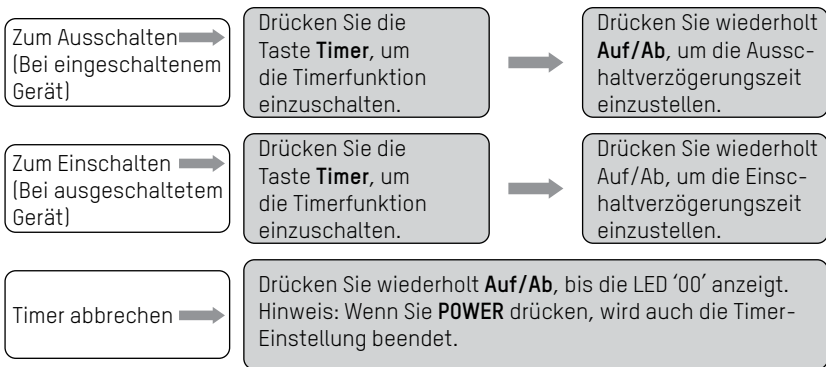 Zum Ausschalten
(Bei eingeschaltenem
Gerät)
Drücken Sie die
Taste Timer, um
die Timerfunktion
einzuschalten.
Drücken Sie wiederholt
Auf/Ab, um die Aussc-
haltverzögerungszeit
einzustellen.
Zum Einschalten
(Bei ausgeschaltetem
Gerät)
Drücken Sie die
Taste Timer, um
die Timerfunktion
einzuschalten.
Drücken Sie wiederholt
Auf/Ab, um die Einsc-
haltverzögerungszeit
einzustellen.
Timer abbrechen
Drücken Sie wiederholt Auf/Ab, bis die LED ‘00’ anzeigt.
Hinweis: Wenn Sie POWER drücken, wird auch die Timer-
Einstellung beendet.